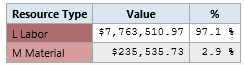 Resource Type Value %
L Labor $7,763,510.97 97.1 %
M Material $235,535.73 2.9 %